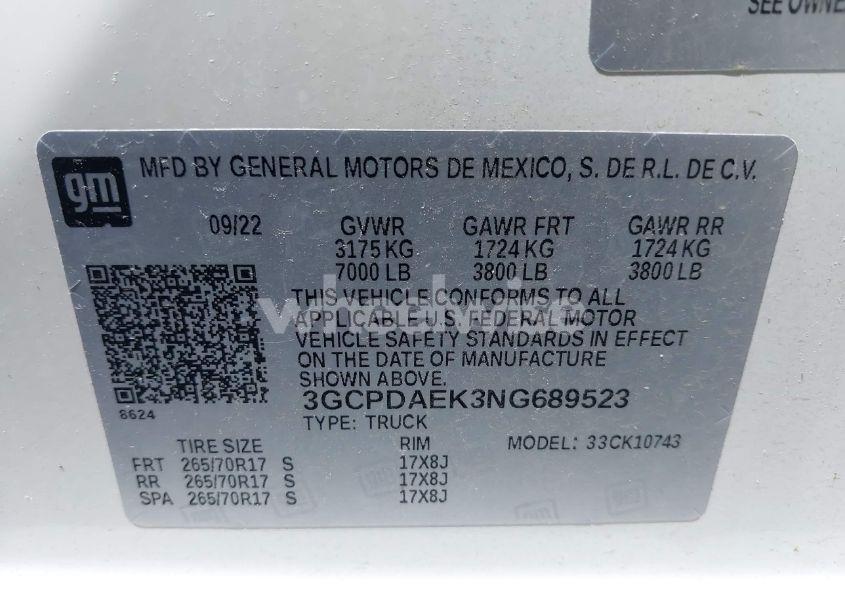 SEE OWNE
gm
MFD BY GENERAL MOTORS DE MEXICO, S. DE R.L. DE C.V.
09/22 GVWR GAWR FRT GAWR RR
3175 KG 1724 KG 1724 KG
7000 LB 3800 LB 3800 LB
THIS VEHICLE CONFORMS TO ALL
APPLICABLE U.S. FEDERAL MOTOR
VEHICLE SAFETY STANDARDS IN EFFECT
ON THE DATE OF MANUFACTURE
SHOWN ABOVE.
3GCPDAEK3NG689523
8624
TYPE: TRUCK
TIRE SIZE RIM MODEL: 33CK10743
FRT 265/70R17 S 17X8J
RR 265/70R17 S 17X8J
SPA 265/70R17 S 17X8J
gm